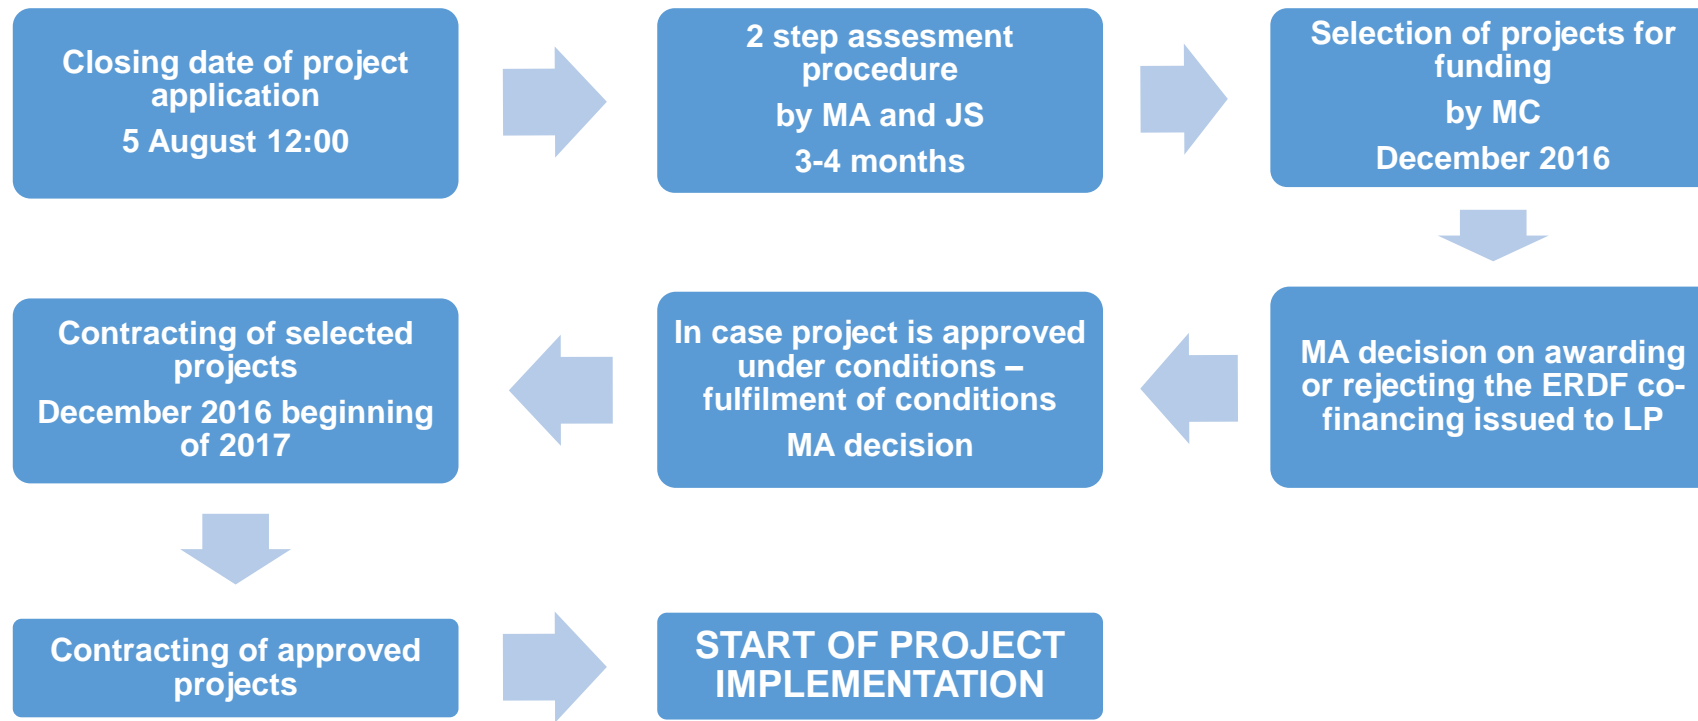 Closing date of project
application
5 August 12:00
2 step assesment
procedure
by MA and JS
3-4 months
Selection of projects for
funding
by MC
December 2016
MA decision on awarding
or rejecting the ERDF co-
financing issued to LP
In case project is approved
under conditions –
fulfilment of conditions
MA decision
Contracting of selected
projects
December 2016 beginning
of 2017
Contracting of approved
projects
START OF PROJECT
IMPLEMENTATION